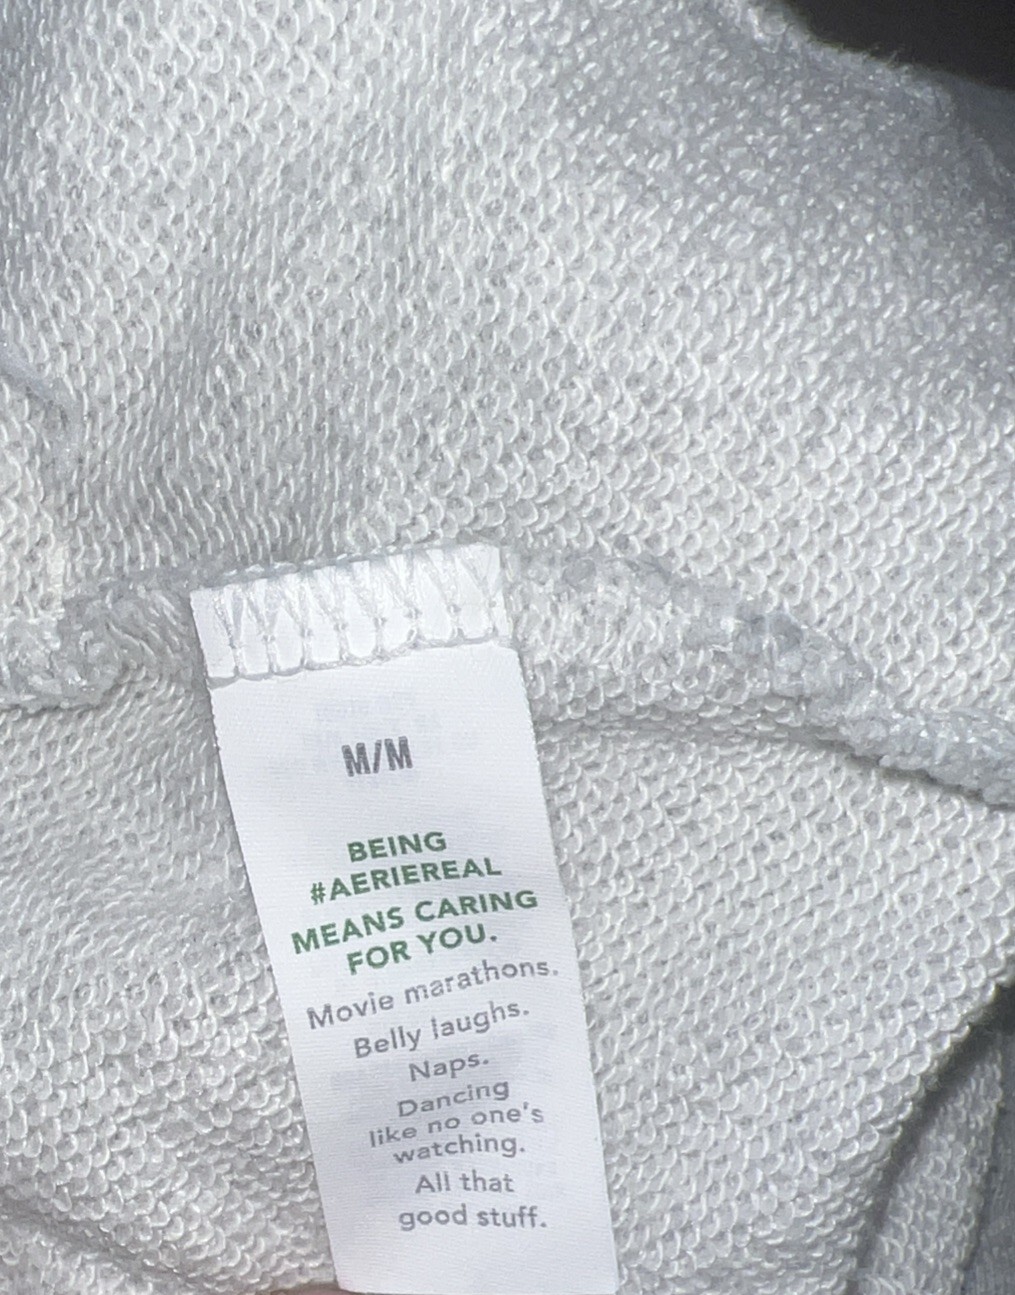 M/M
BEING
#AERIEREAL
MEANS CARING
FOR YOU.
Movie marathons.
Belly laughs.
Naps.
Dancing
like no one's
watching.
All that
good stuff.